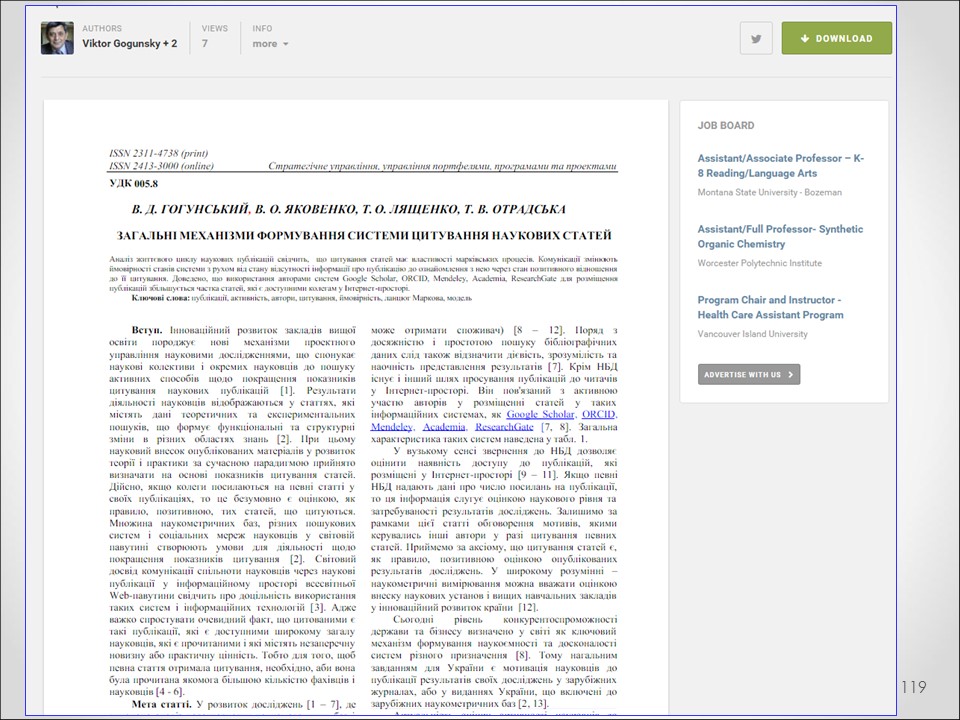 AUTHORS
Viktor Gogunsky + 2
VIEWS
7
INFO
more
DOWNLOAD
ISSN 2311-4738 (print)
ISSN 2413-3000 (online) Стратегічне управління, управління портфелями, програмами та проектами
УДК 005.8
В. Д. ГОГУНСЬКИЙ, В. О. ЯКОВЕНКО, Т. О. ЛЯЩЕНКО, Т. В. ОТРАДСЬКА
ЗАГАЛЬНІ МЕХАНІЗМИ ФОРМУВАННЯ СИСТЕМИ ЦИТУВАННЯ НАУКОВИХ СТАТЕЙ
Аналіз життєвого циклу наукових публікацій свідчить, що цитування статей має властивості марківських процесів. Комунікації змінюють
ймовірності станів системи з рухом від стану відсутності інформації про публікацію до ознайомлення з нею через стан позитивного відношення
до її цитування. Доведено, що використання авторами систем Google Scholar, ORCID, Mendeley, Academia, ResearchGate для розміщення
публікацій збільшується частка статей, які є доступними колегам у Інтернет-просторі.
Ключові слова: публікації, активність, автори, цитування, ймовірність, ланцюг Маркова, модель
Вступ. Інноваційний розвиток закладів вищої
освіти породжує нові механізми проектного
управління науковими дослідженнями, що спонукає
наукові колективи і окремих науковців до пошуку
активних способів щодо покращення показників
цитування наукових публікацій [1]. Результати
діяльності науковців відображаються у статтях, які
містять дані теоретичних та експериментальних
пошуків, що формує функціональні та структурні
зміни в різних областях знань [2]. При цьому
науковий внесок опублікованих матеріалів у розвиток
теорії і практики за сучасною парадигмою прийнято
визначати на основі показників цитування статей.
Дійсно, якщо колеги посилаються на певні статті у
своїх публікаціях, то це безумовно є оцінкою, як
правило, позитивною, тих статей, що цитуються.
Множина наукометричних баз, різних пошукових
систем і соціальних мереж науковців у світовій
павутині створюють умови для діяльності щодо
покращення показників цитування [2]. Світовий
досвід комунікації спільноти науковців через наукові
публікації у інформаційному просторі всесвітньої
Web-павутини свідчить про доцільність використання
таких систем і інформаційних технологій [3]. Адже
важко спростувати очевидний факт, що цитованими є
такі публікації, які є доступними широкому загалу
науковців, які є прочитаними і які містять незаперечну
новизну або практичну цінність. Тобто для того, щоб
певна стаття отримала цитування, необхідно, аби вона
була прочитана якомога більшою кількістю фахівців і
науковців [4 - 6].
Мета статті. У розвиток досліджень [1 – 7], де
може отримати споживач) [8 – 12]. Поряд з
досяжністю і простотою пошуку бібліографічних
даних слід також відзначити дієвість, зрозумілість та
наочність представлення результатів [7]. Крім НБД
існує і інший шлях просування публікацій до читачів
у Інтернет-просторі. Він пов'язаний з активною
участю авторів у розміщенні статей у таких
інформаційних системах, як Google Scholar, ORCID,
Mendeley, Academia, ResearchGate [7, 8]. Загальна
характеристика таких систем наведена у табл. 1.
У вузькому сенсі звернення до НБД дозволяє
оцінити наявність доступу до публікацій, які
розміщені у Інтернет-просторі [9 – 11]. Якщо певні
НБД надають дані про число посилань на публікації,
то ця інформація слугує оцінкою наукового рівня та
затребуваності результатів досліджень. Залишимо за
рамками цієї статті обговорення мотивів, якими
керувались інші автори у разі цитування певних
статей. Приймемо за аксіому, що цитування статей є,
як правило, позитивною оцінкою опублікованих
результатів досліджень. У широкому розумінні –
наукометричні вимірювання можна вважати оцінкою
внеску наукових установ і вищих навчальних закладів
у інноваційний розвиток країни [12].
Сьогодні рівень конкурентоспроможності
держави та бізнесу визначено у світі як ключовий
механізм формування наукоємності та досконалості
систем різного призначення [8]. Тому нагальним
завданням для України є мотивація науковців до
публікації результатів своїх досліджень у зарубіжних
журналах, або у виданнях України, що включені до
зарубіжних наукометричних баз [2, 13].
JOB BOARD
Assistant/Associate Professor – K-
8 Reading/Language Arts
Montana State University - Bozeman
Assistant/Full Professor- Synthetic
Organic Chemistry
Worcester Polytechnic Institute
Program Chair and Instructor -
Health Care Assistant Program
Vancouver Island University
ADVERTISE WITH US
119